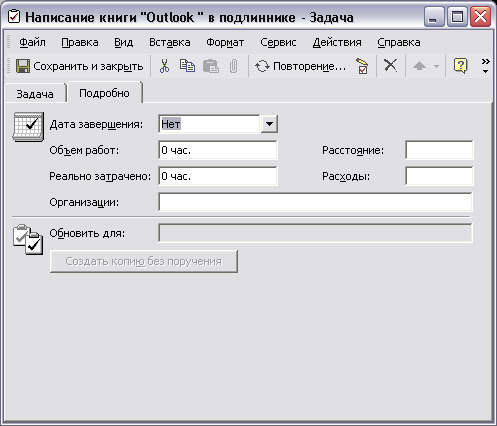 Написание книги "Outlook " в подлиннике - Задача
Файл Правка Вид Вставка Формат Сервис Действия Справка
Сохранить и закрыть Повторение...
Задача Подробно
Дата завершения: Нет
Объем работ: 0 час. Расстояние:
Реально затрачено: 0 час. Расходы:
Организации:
Обновить для:
Создать копию без поручения